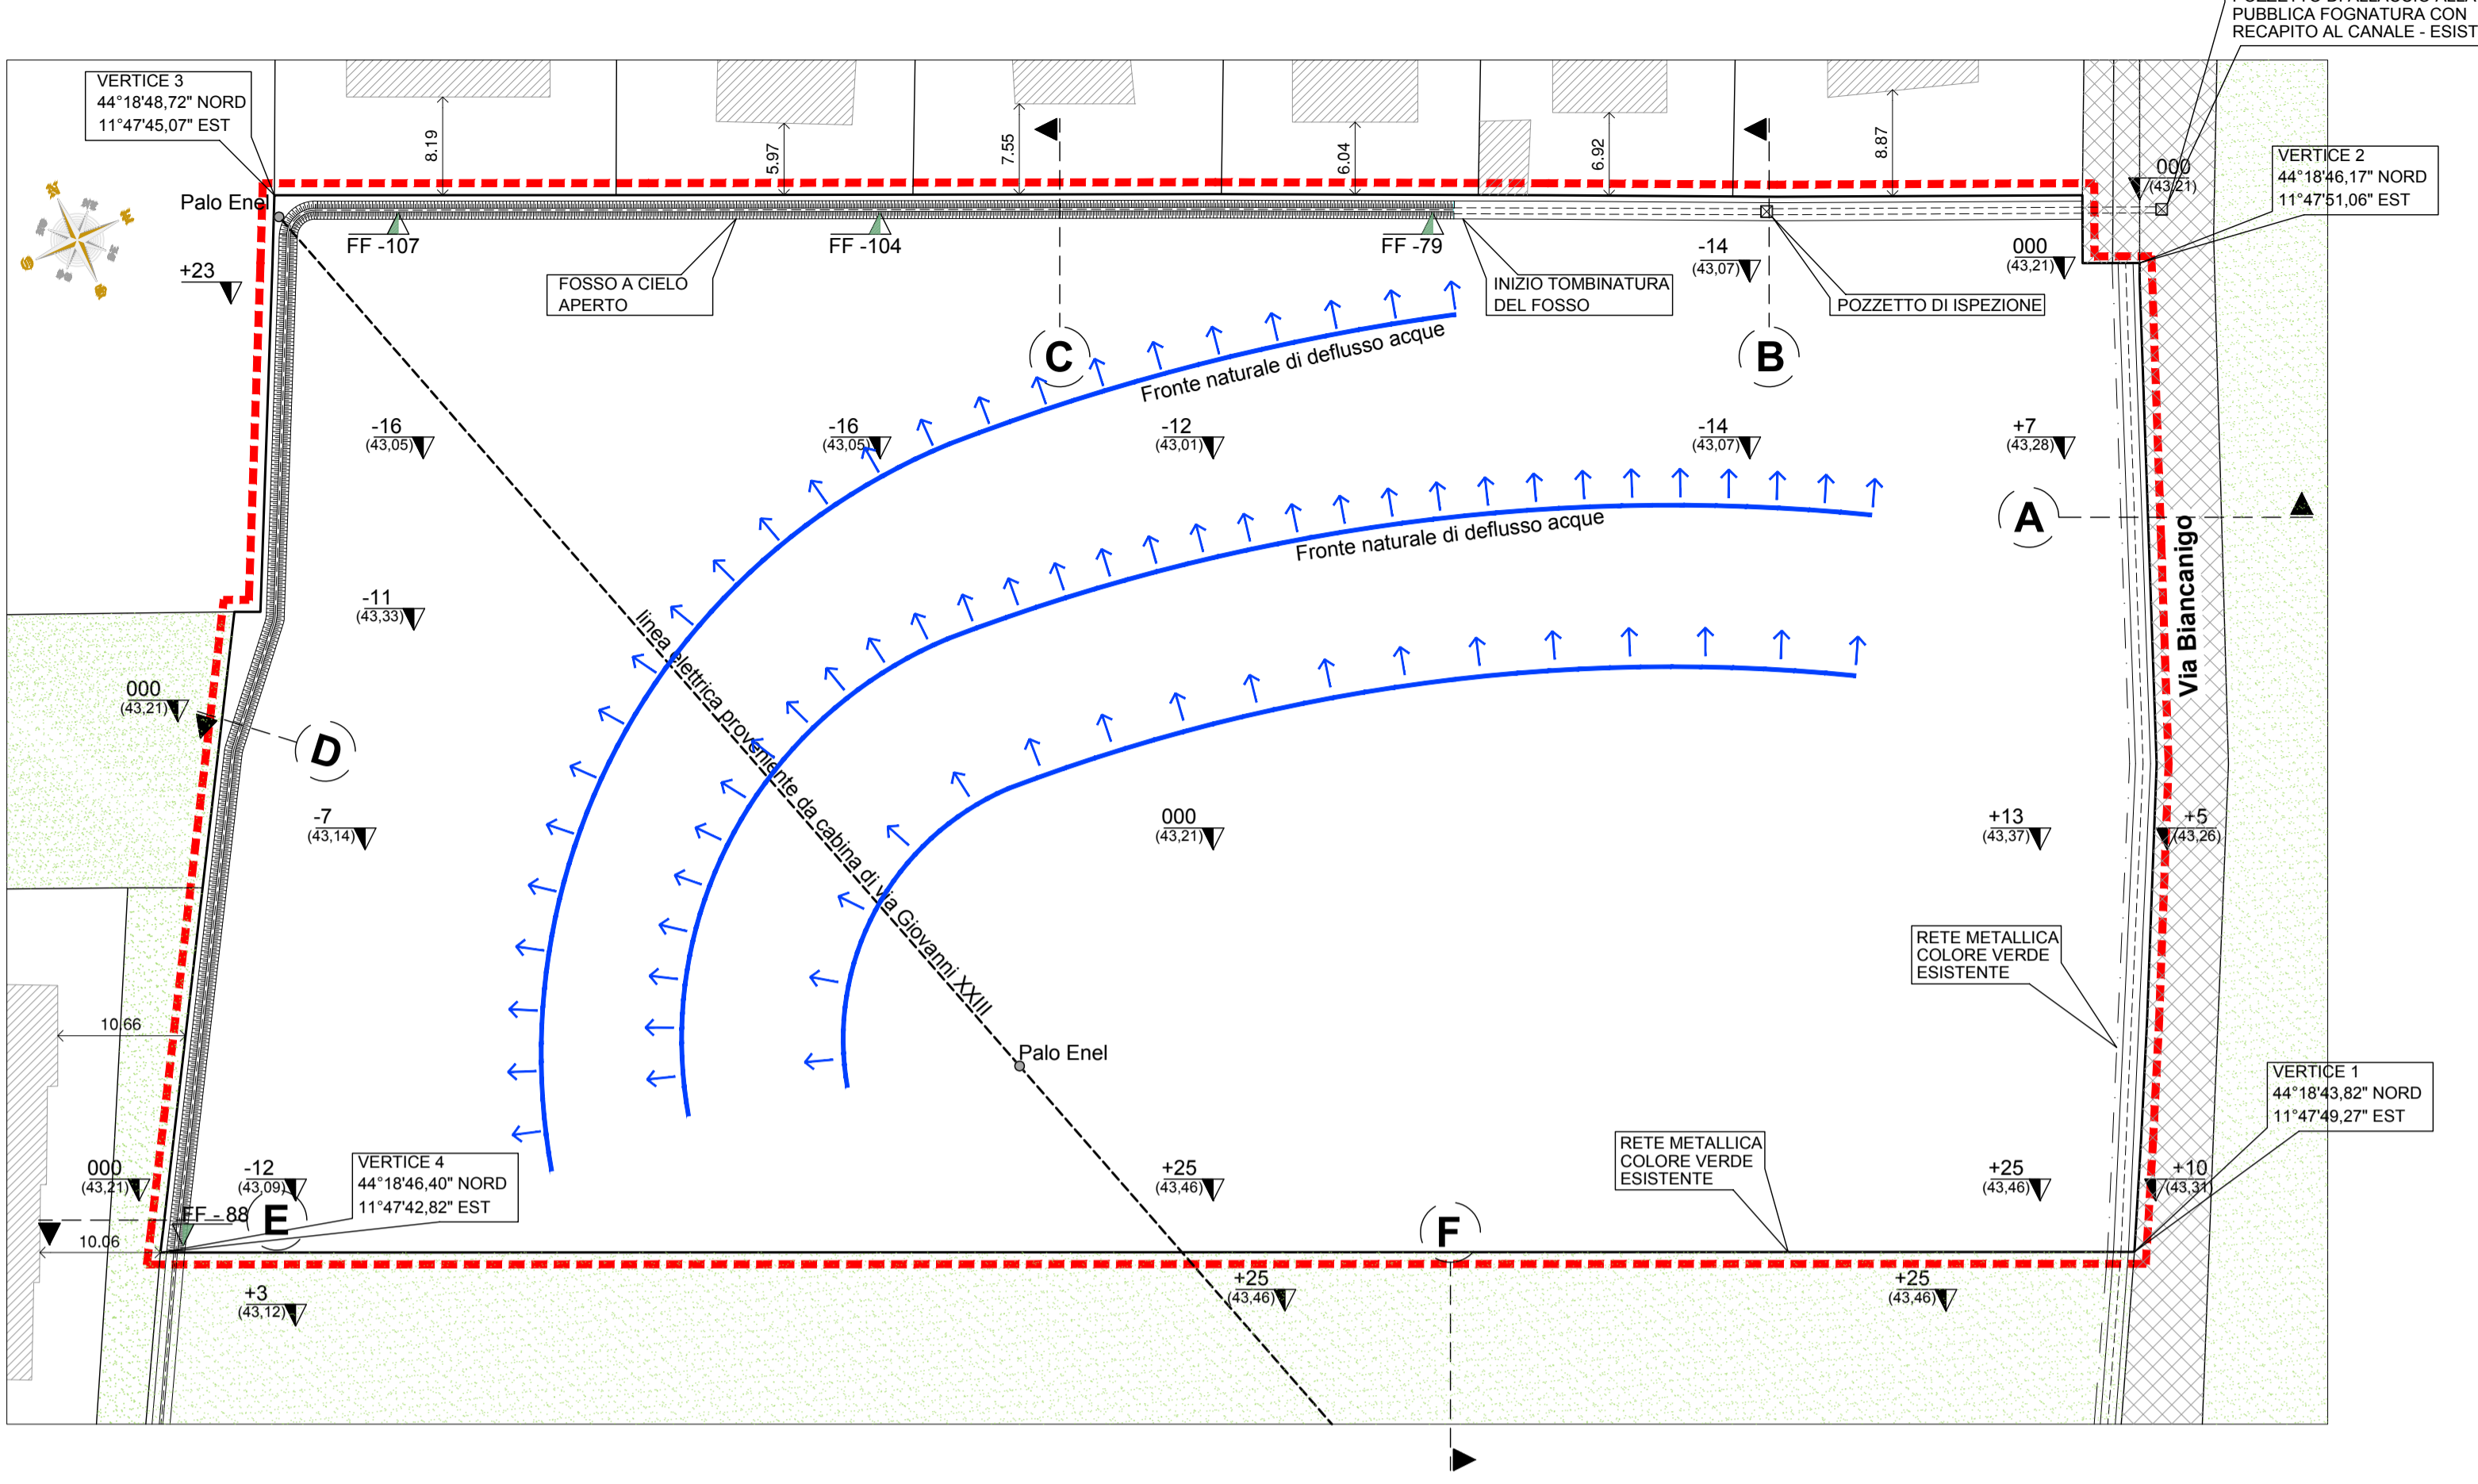 PUBBLICA FOGNATURA CON
RECAPITO AL CANALE - ESIST
VERTICE 3
44°18'48,72" NORD
11°47'45,07" EST
8.19
5.97
7.55
6.04
6.92
8.87
000
(43,21)
VERTICE 2
44°18'46,17" NORD
11°47'51,06" EST
Palo Enel
FF -107
FF -104
FF -79
-14
(43,07)
000
(43,21)
+23
FOSSO A CIELO
APERTO
INIZIO TOMBINATURA
DEL FOSSO
POZZETTO DI ISPEZIONE
C
B
Fronte naturale di deflusso acque
-16
(43,05)
-16
(43,05)
-12
(43,01)
-14
(43,07)
+7
(43,28)
A
Fronte naturale di deflusso acque
Via Biancanigo
-11
(43,33)
linea elettrica proveniente da cabina di via Giovanni XXIII
000
(43,21)
D
-7
(43,14)
000
(43,21)
+13
(43,37)
+5
(43,26)
RETE METALLICA
COLORE VERDE
ESISTENTE
10.66
Palo Enel
VERTICE 1
44°18'43,82" NORD
11°47'49,27" EST
RETE METALLICA
COLORE VERDE
ESISTENTE
000
(43,21)
-12
(43,09)
VERTICE 4
44°18'46,40" NORD
11°47'42,82" EST
+25
(43,46)
+25
(43,46)
+10
(43,31)
FF - 88
E
F
10.06
+3
(43,12)
+25
(43,46)
+25
(43,46)